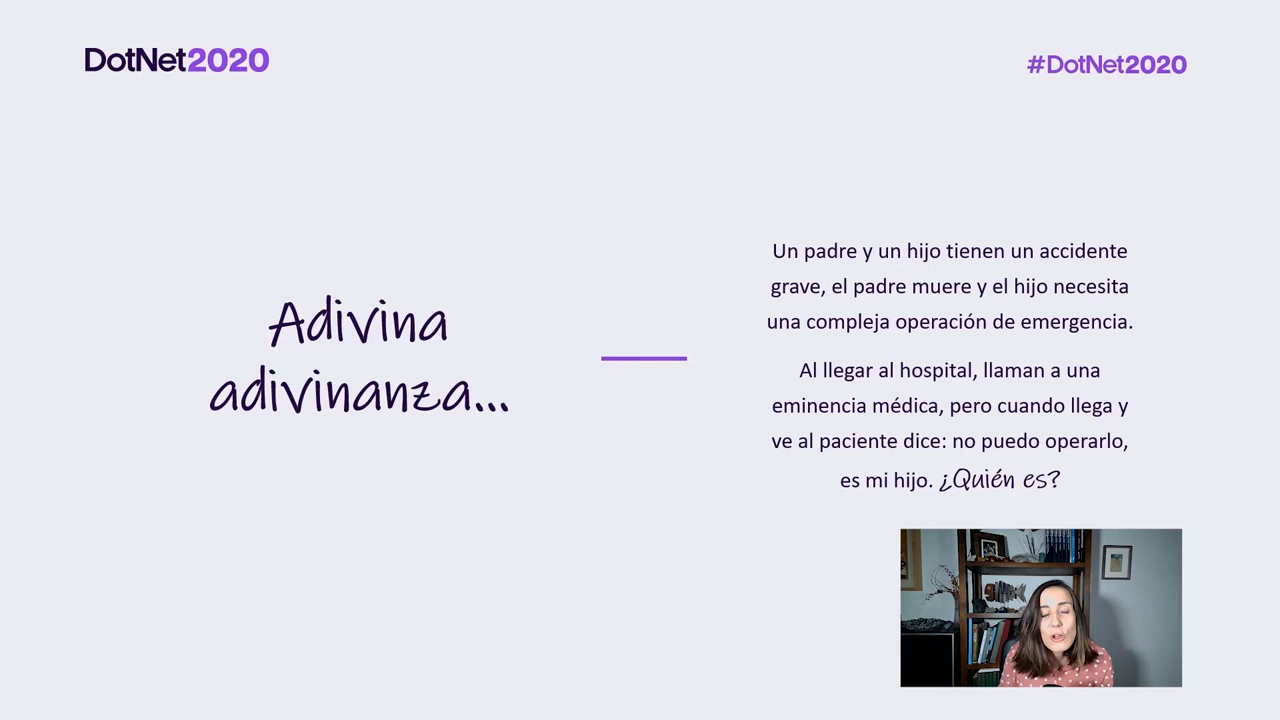 DotNet2020
#DotNet2020
Adivina
adivinanza...
Un padre y un hijo tienen un accidente
grave, el padre muere y el hijo necesita
una compleja operación de emergencia.
Al llegar al hospital, llaman a una
eminencia médica, pero cuando llega y
ve al paciente dice: no puedo operarlo,
es mi hijo. ¿Quién es?